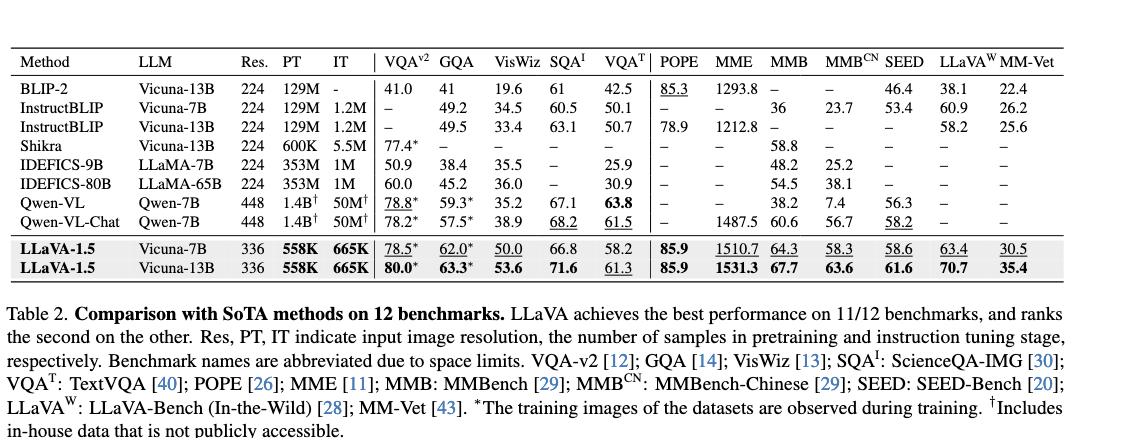 Method LLM Res. PT IT VQAv2 GQA VisWiz SQAI VQAT POPE MME MMB MMBCN SEED LLaVAW MM-Vet
BLIP-2 Vicuna-13B 224 129M - 41.0 41 19.6 61 42.5 85.3 1293.8 – – 46.4 38.1 22.4
InstructBLIP Vicuna-7B 224 129M 1.2M – 49.2 34.5 60.5 50.1 – – 36 23.7 53.4 60.9 26.2
InstructBLIP Vicuna-13B 224 129M 1.2M – 49.5 33.4 63.1 50.7 78.9 1212.8 – – – 58.2 25.6
Shikra Vicuna-13B 224 600K 5.5M 77.4* – – – – – – 58.8 – – – –
IDEFICS-9B LLaMA-7B 224 353M 1M 50.9 38.4 35.5 – 25.9 – – 48.2 25.2 – – –
IDEFICS-80B LLaMA-65B 224 353M 1M 60.0 45.2 36.0 – 30.9 – – 54.5 38.1 – – –
Qwen-VL Qwen-7B 448 1.4B† 50M† 78.8* 59.3* 35.2 67.1 63.8 – – 38.2 7.4 56.3 – –
Qwen-VL-Chat Qwen-7B 448 1.4B† 50M† 78.2* 57.5* 38.9 68.2 61.5 – 1487.5 60.6 56.7 58.2 – –
LLaVA-1.5 Vicuna-7B 336 558K 665K 78.5* 62.0* 50.0 66.8 58.2 85.9 1510.7 64.3 58.3 58.6 63.4 30.5
LLaVA-1.5 Vicuna-13B 336 558K 665K 80.0* 63.3* 53.6 71.6 61.3 85.9 1531.3 67.7 63.6 61.6 70.7 35.4
Table 2. Comparison with SoTA methods on 12 benchmarks. LLaVA achieves the best performance on 11/12 benchmarks, and ranks
the second on the other. Res, PT, IT indicate input image resolution, the number of samples in pretraining and instruction tuning stage,
respectively. Benchmark names are abbreviated due to space limits. VQA-v2 [12]; GQA [14]; VisWiz [13]; SQAI: ScienceQA-IMG [30];
VQAT: TextVQA [40]; POPE [26]; MME [11]; MMB: MMBench [29]; MMBCN: MMBench-Chinese [29]; SEED: SEED-Bench [20];
LLaVAW: LLaVA-Bench (In-the-Wild) [28]; MM-Vet [43]. *The training images of the datasets are observed during training. †Includes
in-house data that is not publicly accessible.